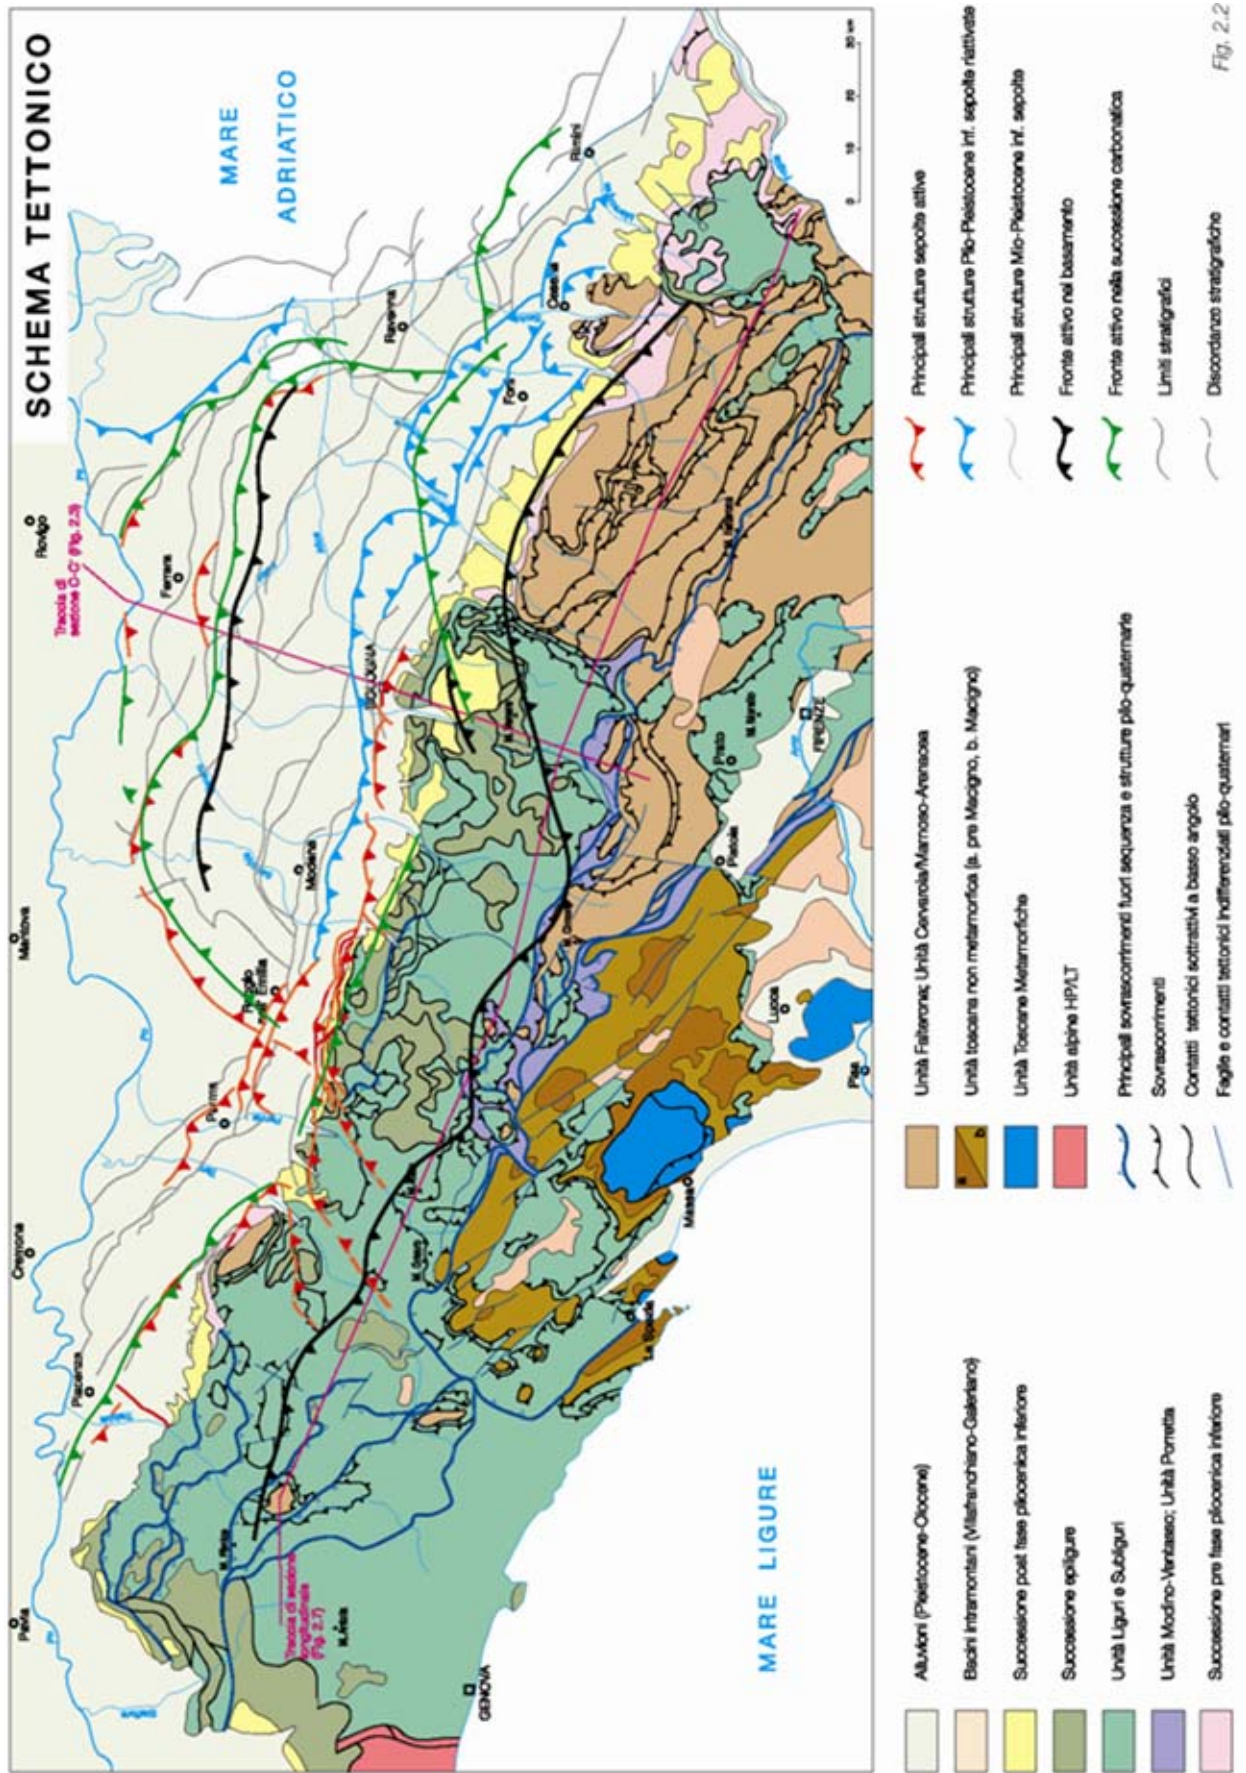 SCHEMA TETTONICO
Pavia
Cremona
Mantova
Rovigo
Piacenza
Parma
Reggio
Emilia
Modena
Ferrara
BOLOGNA
Ravenna
Forlì
Rimini
MARE
ADRIATICO
Traccia di
sezione C-C' (Fig. 2.3)
Traccia di sezione
longitudinale
(Fig. 2.7)
GENOVA
La Spezia
Massa
Lucca
Pisa
Pistoia
Prato
FIRENZE
MARE LIGURE
0 10 20 30 km
Alluvioni (Pleistocene-Olocene)
Bacini Intramontani (Villafranchiano-Galeriano)
Successione post fase pliocenica inferiore
Successione epiligure
Unità Liguri e Subliguri
Unità Modino-Ventasso; Unità Porretta
Successione pre fase pliocenica inferiore
Unità Falterona; Unità Cervarola/Marnoso-Arenacea
a
b
Unità toscana non metamorfica (a. pre Macigno, b. Macigno)
Unità Toscane Metamorfiche
Unità alpine HP/LT
Principali sovrascorrimenti fuori sequenza e strutture plio-quaternarie
Sovrascorrimenti
Contatti tettonici sottrattivi a basso angolo
Faglie e contatti tettonici indifferenziati plio-quaternari
Principali strutture sepolte attive
Principali strutture Plio-Pleistocene inf. sepolte riattivate
Principali strutture Mio-Pleistocene inf. sepolte
Fronte attivo nel basamento
Fronte attivo nella successione carbonatica
Limiti stratigrafici
Discordanze stratigrafiche
Fig. 2.2